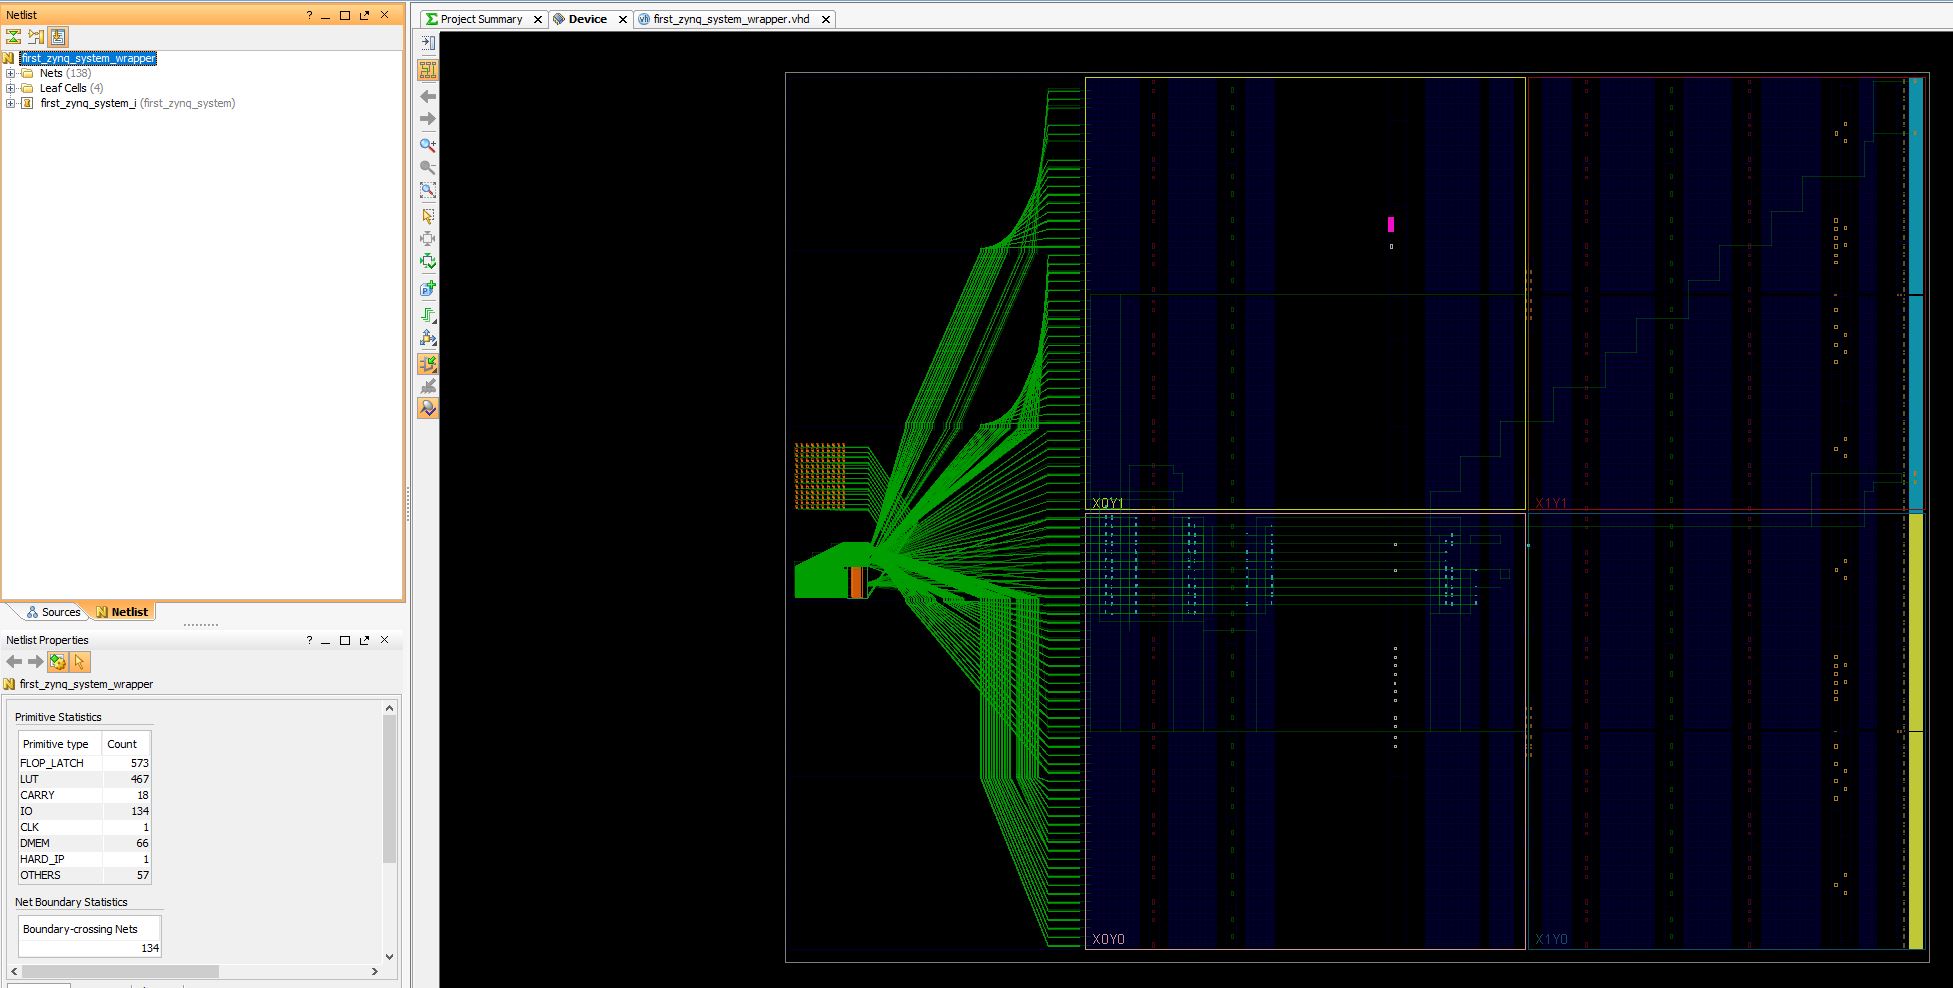 Netlist
?
first_zynq_system_wrapper
Nets (138)
Leaf Cells (4)
first_zynq_system_i (first_zynq_system)
Sources
Netlist
Netlist Properties
?
first_zynq_system_wrapper
Primitive Statistics
Primitive type Count
FLOP_LATCH 573
LUT 467
CARRY 18
IO 134
CLK 1
DMEM 66
HARD_IP 1
OTHERS 57
Net Boundary Statistics
Boundary-crossing Nets
134
Project Summary
Device
first_zynq_system_wrapper.vhd
X0Y1
X1Y1
X0Y0
X1Y0